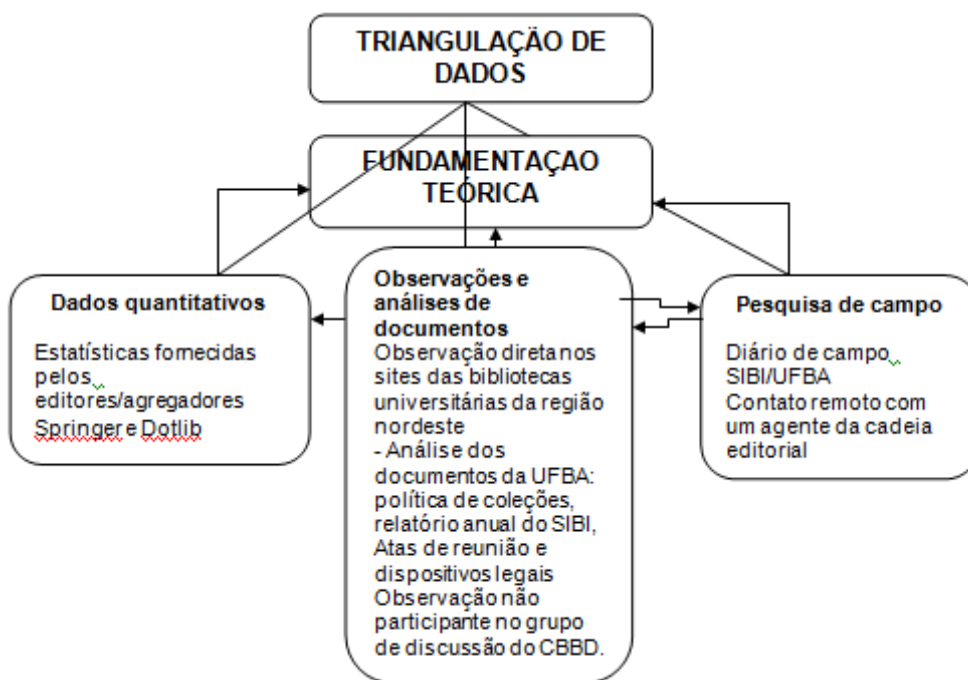 TRIANGULAÇÃO DE
DADOS
FUNDAMENTAÇAO
TEÓRICA
Dados quantitativos
Estatísticas fornecidas
pelos
editores/agregadores
Springer e Dotlib
Observações e
análises de
documentos
Observação direta nos
sites das bibliotecas
universitárias da região
nordeste
- Análise dos
documentos da UFBA:
política de coleções,
relatório anual do SIBI,
Atas de reunião e
dispositivos legais
Observação não
participante no grupo
de discussão do CBBD.
Pesquisa de campo
Diário de campo
SIBI/UFBA
Contato remoto com
um agente da cadeia
editorial